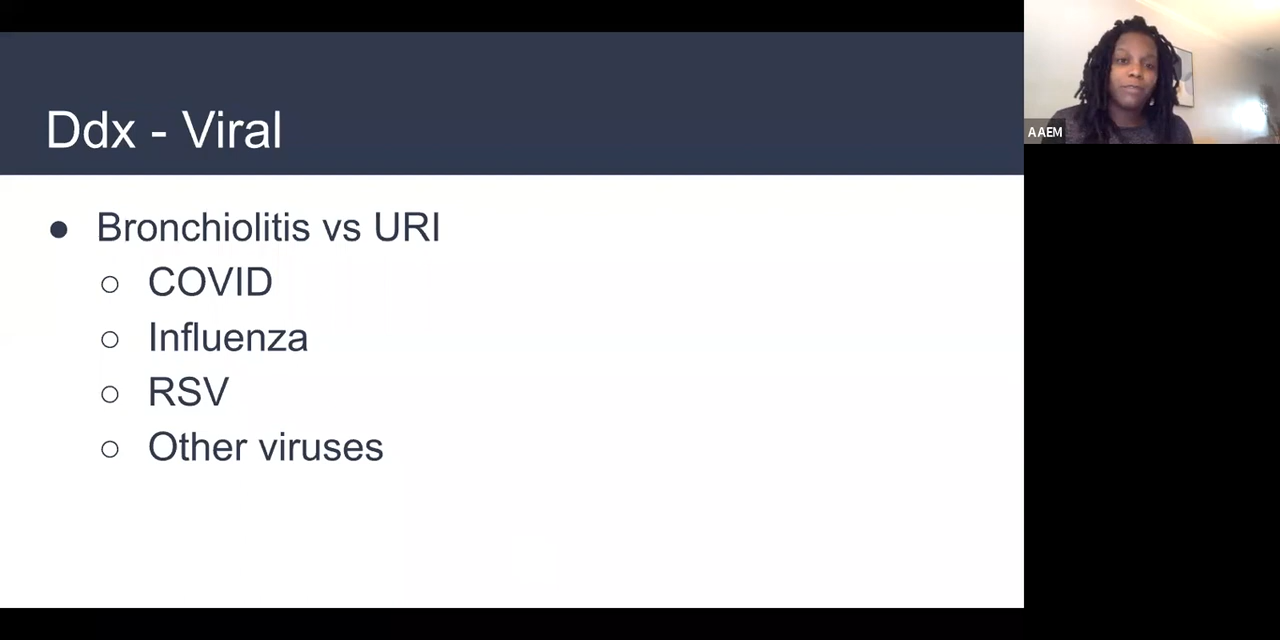 Ddx - Viral
● Bronchiolitis vs URI
○ COVID
○ Influenza
○ RSV
○ Other viruses
AAEM